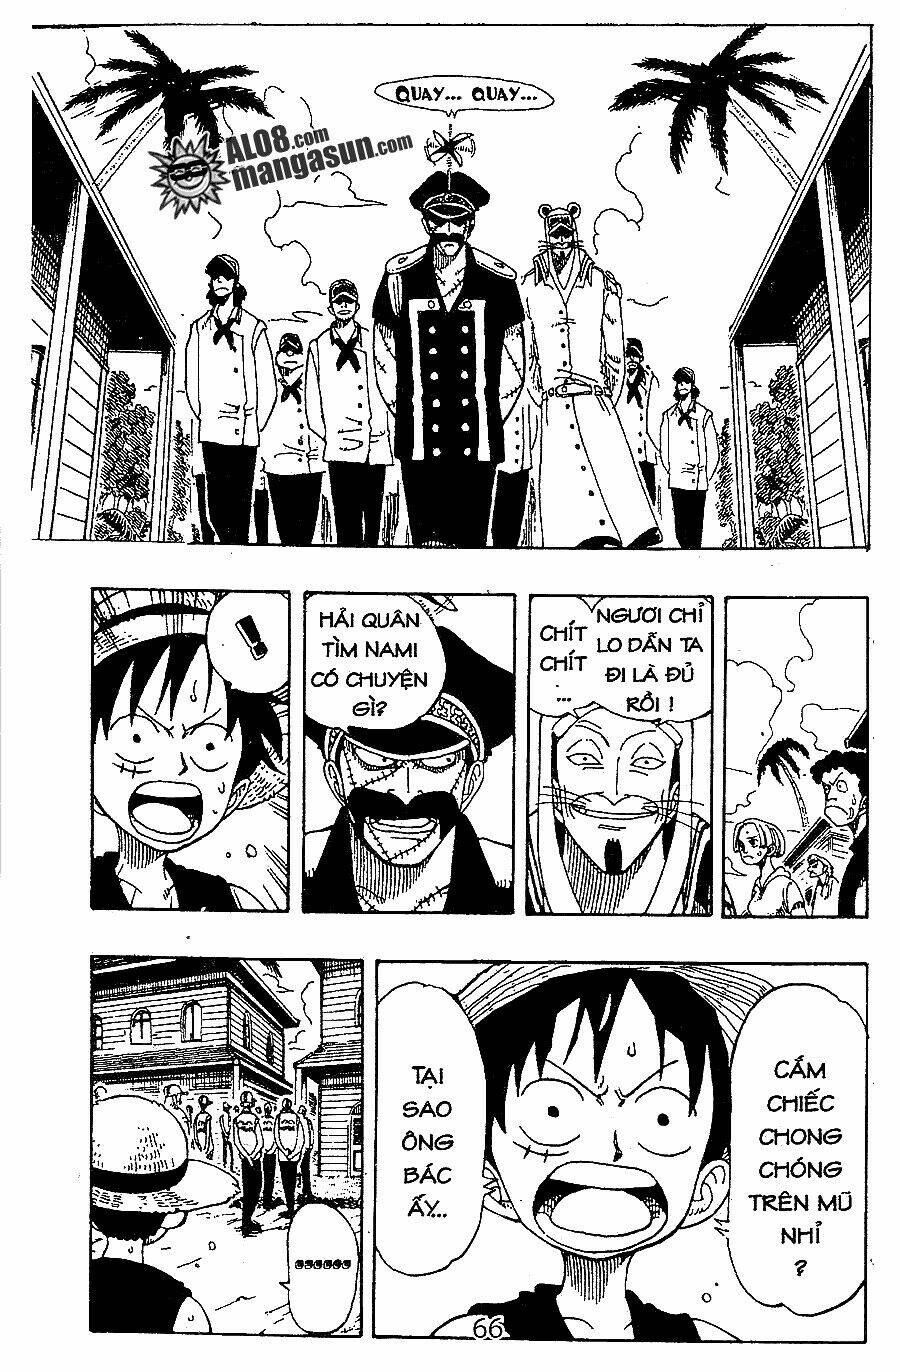 QUAY... QUAY...
AL08.com
mangasun.com
!
HẢI QUÂN
TÌM NAMI
CÓ CHUYỆN
GÌ?
CHÍT
CHÍT
...
NGƯƠI CHỈ
LO DẪN TA
ĐI LÀ ĐỦ
RỒI !
TẠI
SAO
ÔNG
BÁC
ẤY...
CẮM
CHIẾC
CHONG
CHÓNG
TRÊN MŨ
NHỈ
?
66